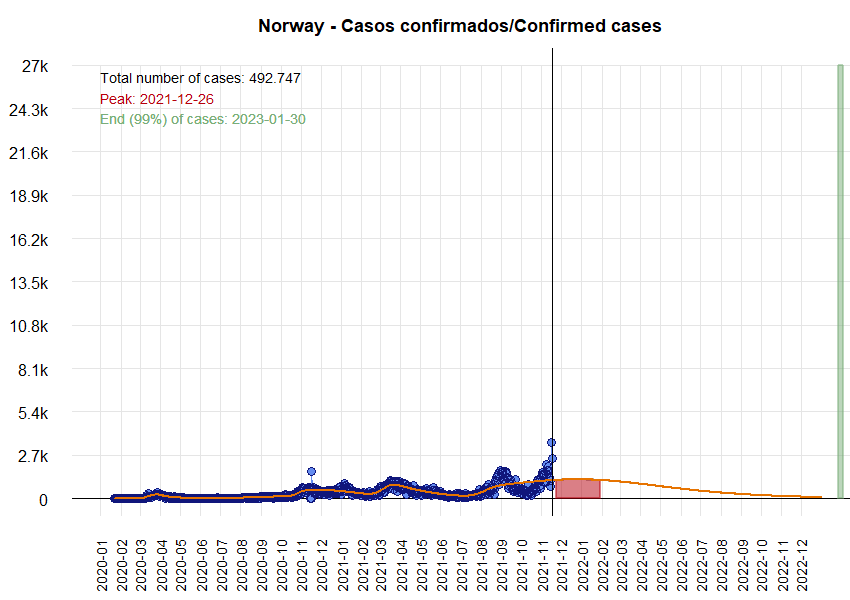 Norway - Casos confirmados/Confirmed cases
Total number of cases: 492.747
Peak: 2021-12-26
End (99%) of cases: 2023-01-30
27k
24.3k
21.6k
18.9k
16.2k
13.5k
10.8k
8.1k
5.4k
2.7k
0
2020-01
2020-02
2020-03
2020-04
2020-05
2020-06
2020-07
2020-08
2020-09
2020-10
2020-11
2020-12
2021-01
2021-02
2021-03
2021-04
2021-05
2021-06
2021-07
2021-08
2021-09
2021-10
2021-11
2021-12
2022-01
2022-02
2022-03
2022-04
2022-05
2022-06
2022-07
2022-08
2022-09
2022-10
2022-11
2022-12